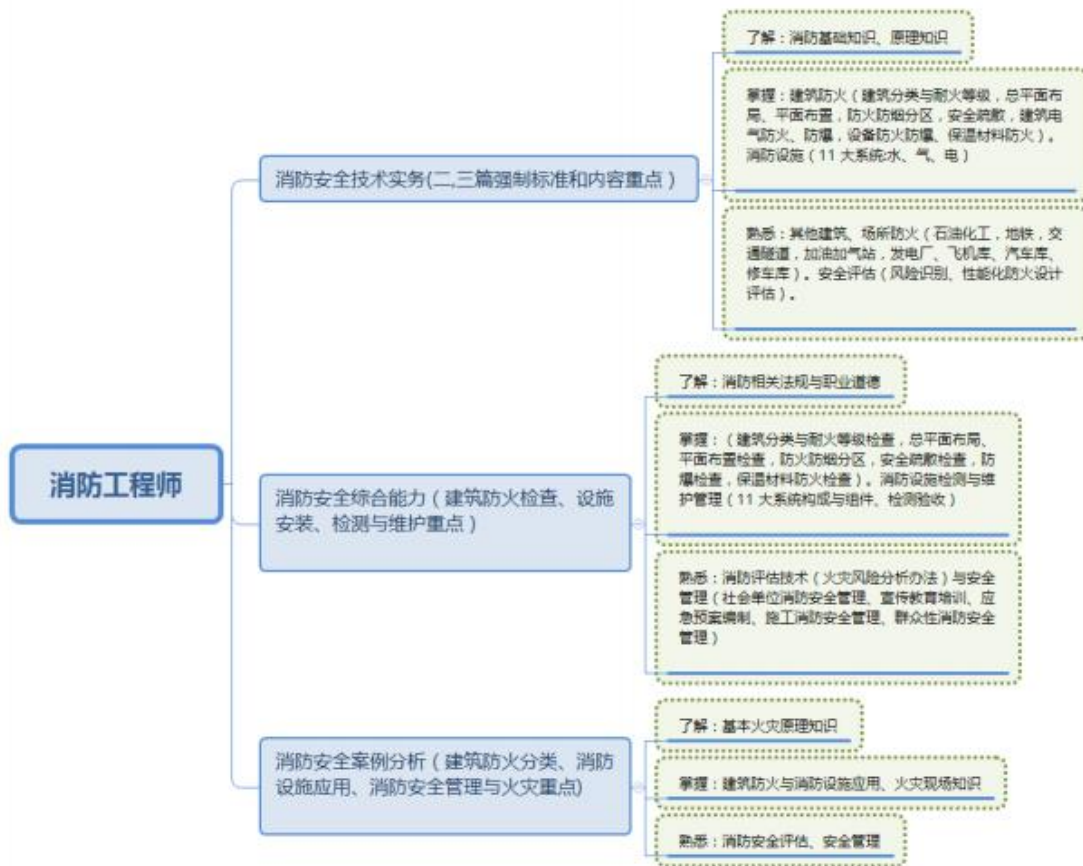 了解：消防基础知识、原理知识
掌握：建筑防火（建筑分类与耐火等级，总平面布
局、平面布置，防火防烟分区，安全疏散，建筑电
气防火、防爆，设备防火防爆、保温材料防火）。
消防设施（11 大系统:水、气、电）
消防安全技术实务(二,三篇强制标准和内容重点 ）
熟悉：其他建筑、场所防火（石油化工，地铁，交
通隧道，加油加气站，发电厂、飞机库、汽车库、
修车库）。安全评估（风险识别、性能化防火设计
评估）。
了解：消防相关法规与职业道德
掌握：（建筑分类与耐火等级检查，总平面布局、
平面布置检查，防火防烟分区，安全疏散检查，防
爆检查，保温材料防火检查）。消防设施检测与维
护管理（11 大系统构成与组件、检测验收）
消防工程师
消防安全综合能力（建筑防火检查、设施
安装、检测与维护重点）
熟悉：消防评估技术（火灾风险分析办法）与安全
管理（社会单位消防安全管理、宣传教育培训、应
急预案编制、施工消防安全管理、群众性消防安全
管理）
了解：基本火灾原理知识
消防安全案例分析（建筑防火分类、消防
设施应用、消防安全管理与火灾重点)
掌握：建筑防火与消防设施应用、火灾现场知识
熟悉：消防安全评估、安全管理